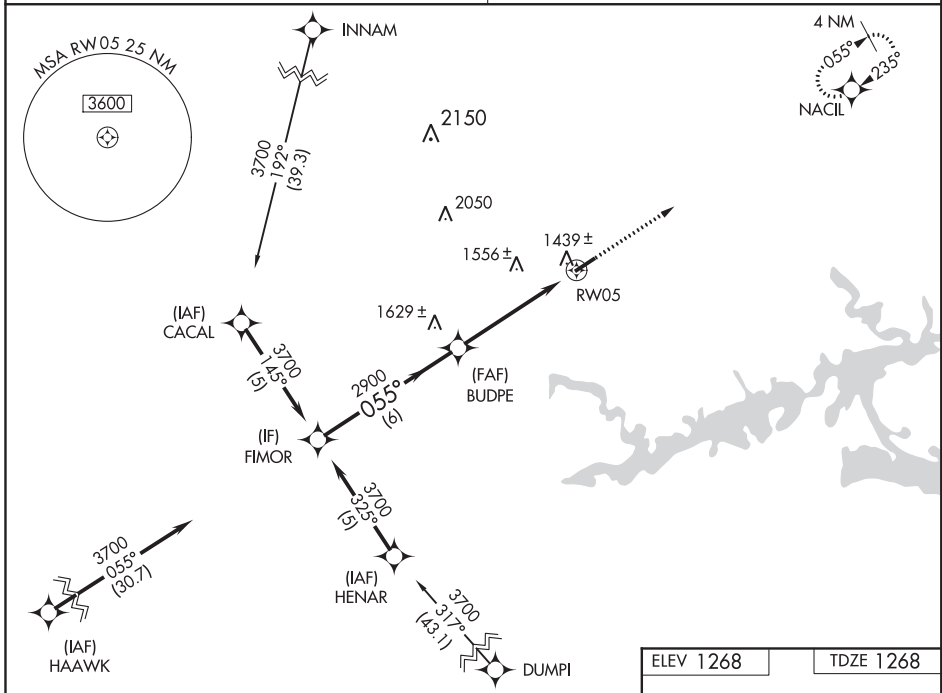 INNAM
MSA RW05 25 NM
3600
4 NM
055°
235°
NACIL
2150
3700
192°
(39.3)
2050
1556 ±
1439 ±
RW05
(IAF)
CACAL
1629 ±
3700
145°
(5)
2900
055°
(6)
(FAF)
BUDPE
(IF)
FIMOR
3700
325°
(5)
3700
055°
(30.7)
(IAF)
HENAR
(IAF)
HAAWK
3700
317°
(43.1)
DUMPI
ELEV 1268
TDZE 1268